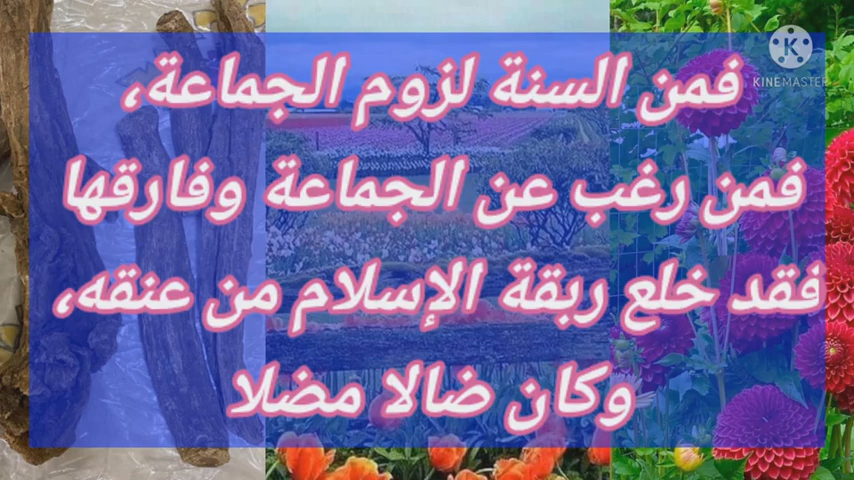 فمن السنة لزوم الجماعة،
فمن رغب عن الجماعة وفارقها
فقد خلع ربقة الإسلام من عنقه،
وكان ضالا مضلا
K
KINEMASTER